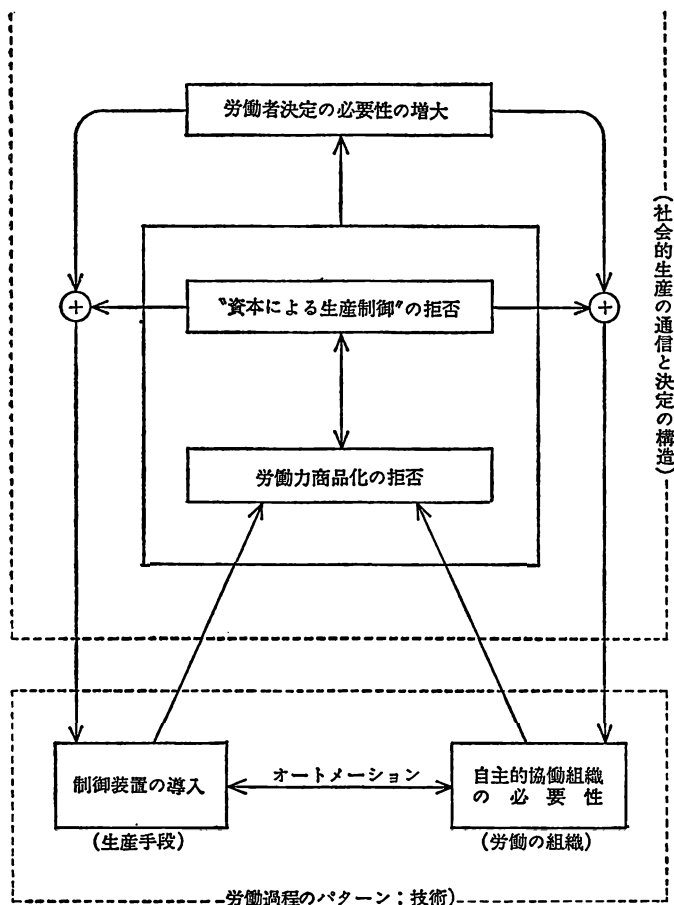 労働者決定の必要性の増大
〝資本による生産制御〟の拒否
労働力商品化の拒否
(社会的生産の通信と決定の構造)
+
+
制御装置の導入
オートメーション
自主的協働組織
の必要性
(生産手段)
(労働の組織)
労働過程のパターン;技術)